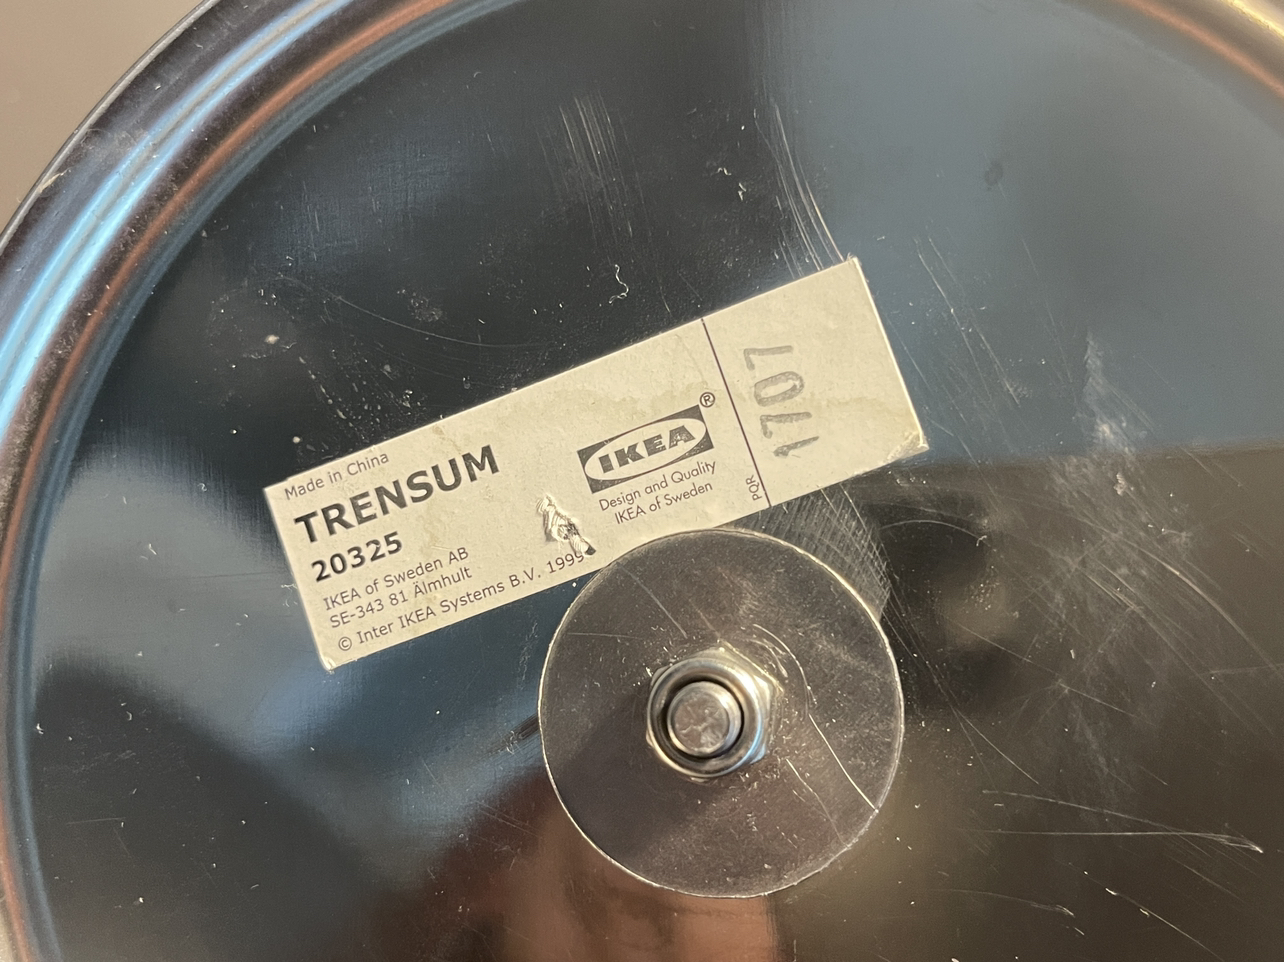 Made in China
TRENSUM
20325
IKEA of Sweden AB
SE-343 81 Älmhult
© Inter IKEA Systems B.V. 1999
IKEA®
Design and Quality
IKEA of Sweden
PQR
1707